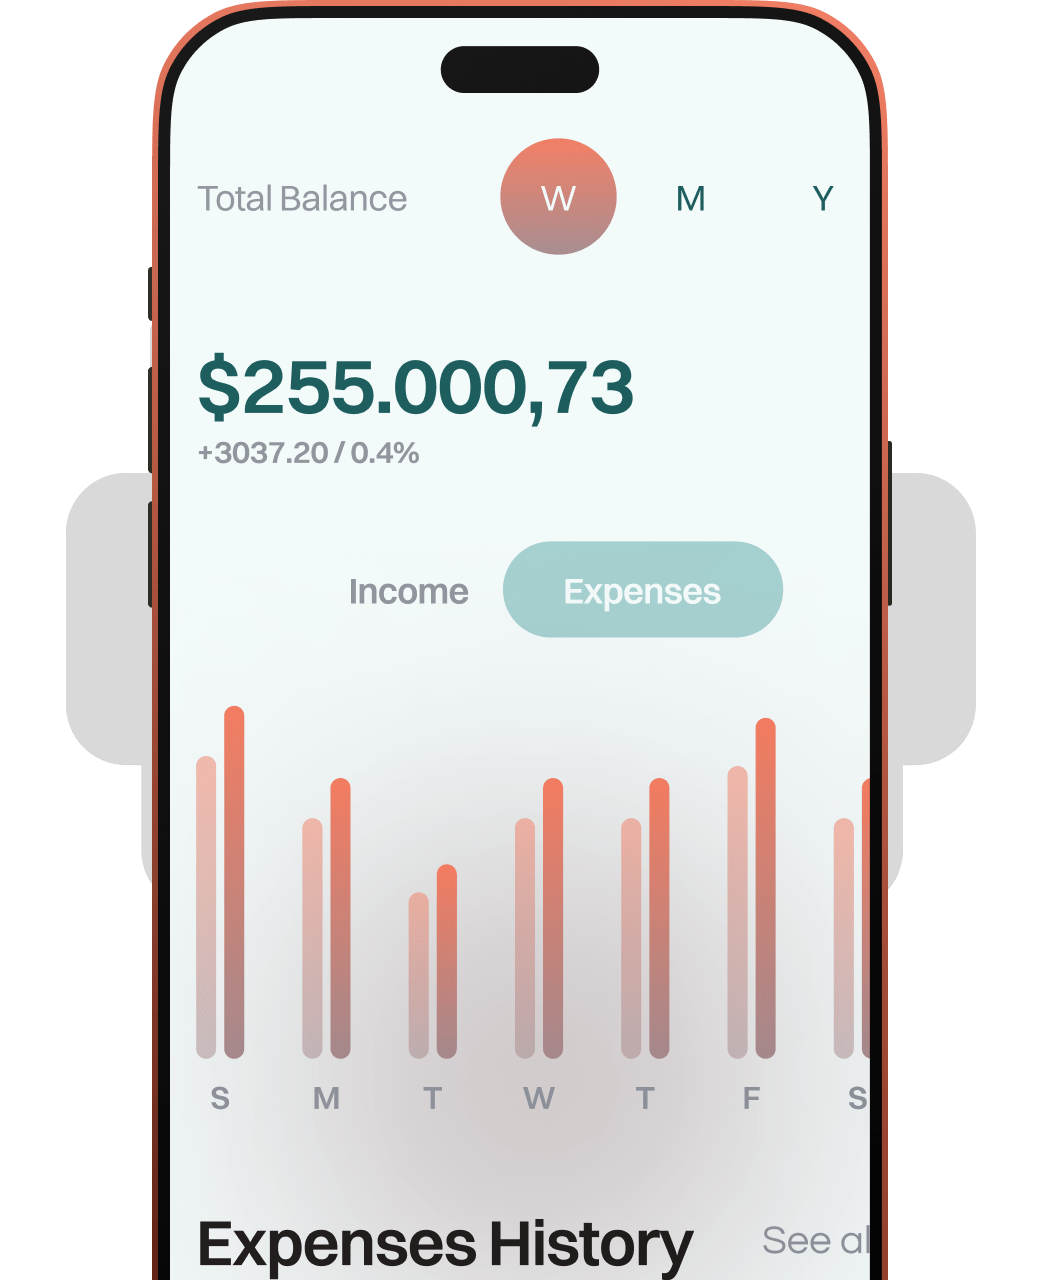 Total Balance W M Y
$255.000,73
+3037.20 / 0.4%
Income Expenses
S M T W T F S
Expenses History See al